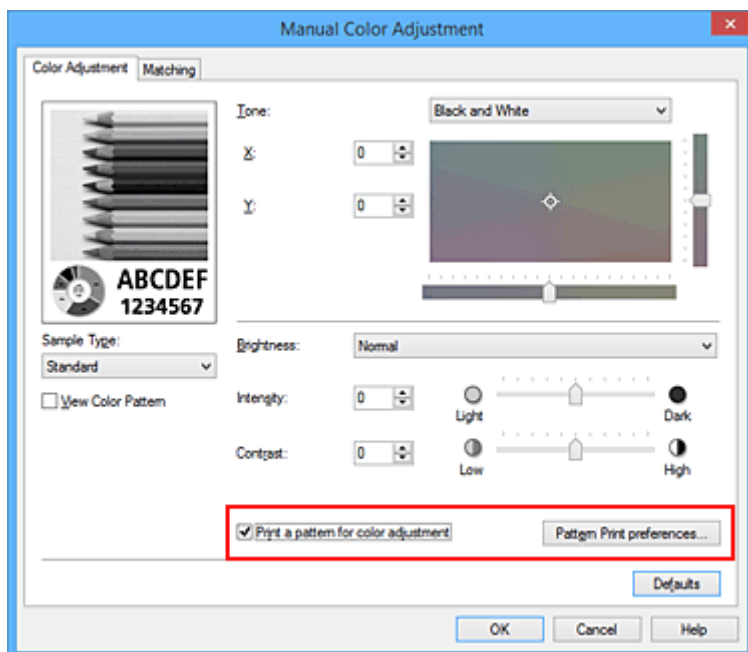 Manual Color Adjustment
Color Adjustment Matching
ABCDEF
1234567
Sample Type:
Standard
View Color Pattern
Tone: Black and White
X: 0
Y: 0
Brightness: Normal
Intensity: 0 Light Dark
Contrast: 0 Low High
Print a pattern for color adjustment Pattern Print preferences...
Defaults
OK Cancel Help